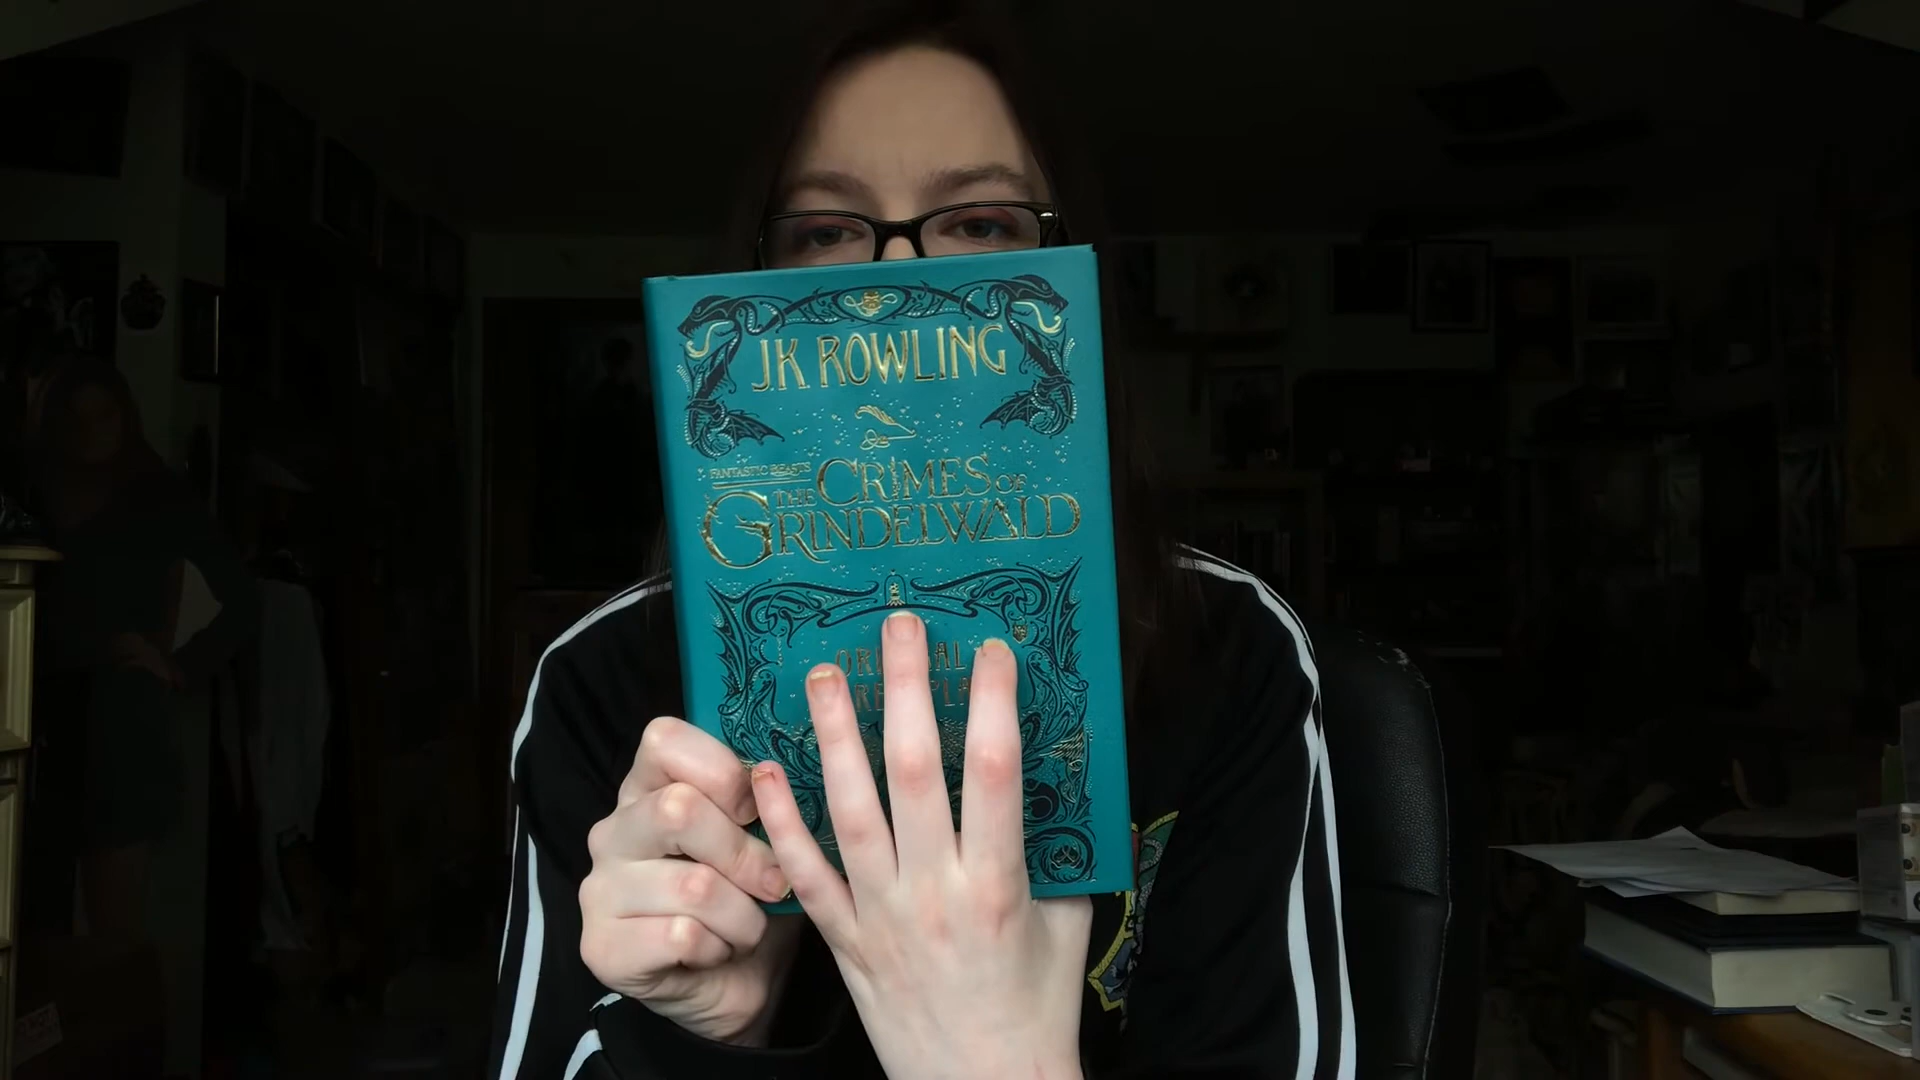 J.K. ROWLING
FANTASTIC BEASTS
THE CRIMES OF
GRINDELWALD